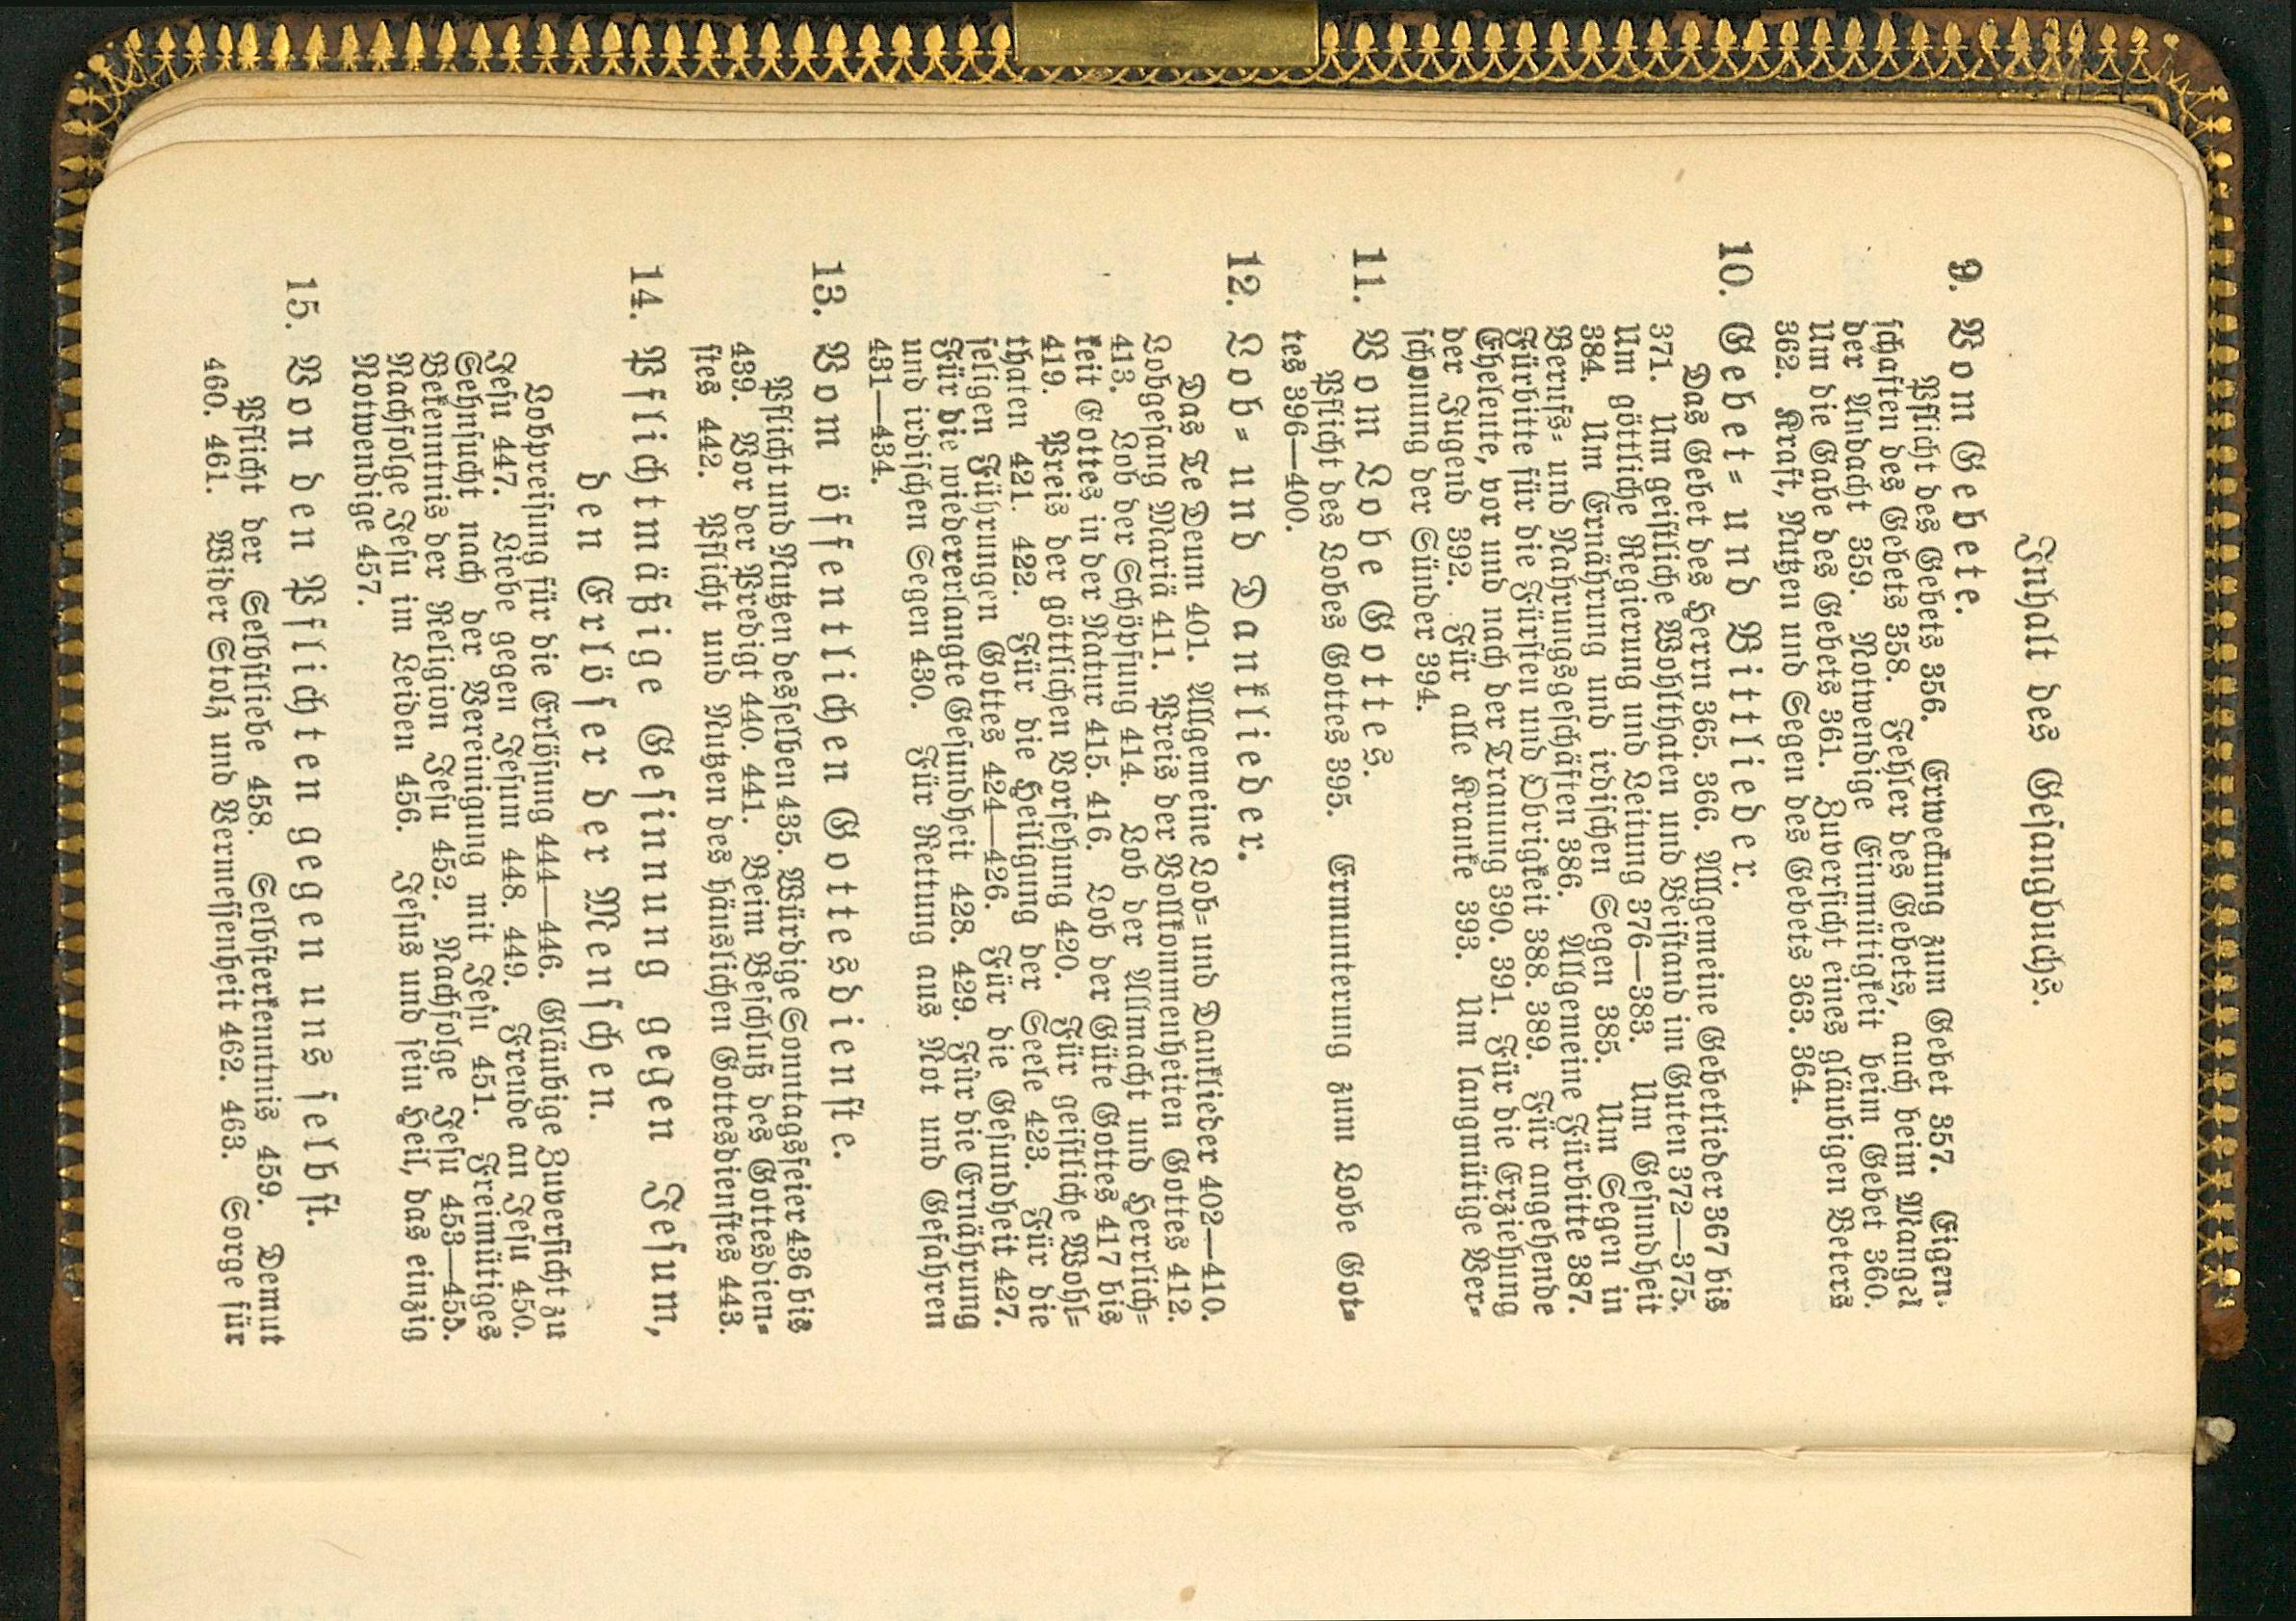 Inhalt des Gesangbuchs.
9. Vom Gebete.
Pflicht des Gebets 356. Erweckung zum Gebet 357. Eigen-
schaften des Gebets 358. Fehler des Gebets, auch beim Mangel
der Andacht 359. Notwendige Einmütigkeit beim Gebet 360.
Um die Gabe des Gebets 361. Zuversicht eines gläubigen Beters
362. Kraft, Nutzen und Segen des Gebets 363. 364.
10. Gebet= und Bittlieder.
Das Gebet des Herrn 365. 366. Allgemeine Gebetlieder 367 bis
371. Um geistliche Wohlthaten und Beistand im Guten 372—375.
Um göttliche Regierung und Leitung 376—383. Um Gesundheit
384. Um Ernährung und irdischen Segen 385. Um Segen in
Berufs= und Nahrungsgeschäften 386. Allgemeine Fürbitte 387.
Fürbitte für die Fürsten und Obrigkeit 388. 389. Für angehende
Eheleute, vor und nach der Trauung 390. 391. Für die Erziehung
der Jugend 392. Für alle Kranke 393. Um langmütige Ver=
schonung der Sünder 394.
11. Vom Lobe Gottes.
Pflicht des Lobes Gottes 395. Ermunterung zum Lobe Got=
tes 396—400.
12. Lob= und Danklieder.
Das Te Deum 401. Allgemeine Lob= und Danklieder 402—410.
Lobgesang Mariä 411. Preis der Vollkommenheiten Gottes 412.
413. Lob der Schöpfung 414. Lob der Allmacht und Herrlich=
keit Gottes in der Natur 415. 416. Lob der Güte Gottes 417 bis
419. Preis der göttlichen Vorsehung 420. Für geistliche Wohl=
thaten 421. 422. Für die Heiligung der Seele 423. Für die
seligen Führungen Gottes 424—426. Für die Gesundheit 427.
Für die wiedererlangte Gesundheit 428. 429. Für die Ernährung
und irdischen Segen 430. Für Rettung aus Not und Gefahren
431—434.
13. Vom öffentlichen Gottesdienste.
Pflicht und Nutzen desselben 435. Würdige Sonntagsfeier 436 bis
439. Vor der Predigt 440. 441. Beim Beschluß des Gottesdien=
stes 442. Pflicht und Nutzen des häuslichen Gottesdienstes 443.
14. Pflichtmäßige Gesinnung gegen Jesum,
den Erlöser der Menschen.
Lobpreisung für die Erlösung 444—446. Gläubige Zuversicht zu
Jesu 447. Liebe gegen Jesum 448. 449. Freude an Jesu 450.
Sehnsucht nach der Vereinigung mit Jesu 451. Freimütiges
Bekenntnis der Religion Jesu 452. Nachfolge Jesu 453—455.
Nachfolge Jesu im Leiden 456. Jesus und sein Heil, das einzig
Notwendige 457.
15. Von den Pflichten gegen uns selbst.
Pflicht der Selbstliebe 458. Selbsterkenntnis 459. Demut
460. 461. Wider Stolz und Vermessenheit 462. 463. Sorge für